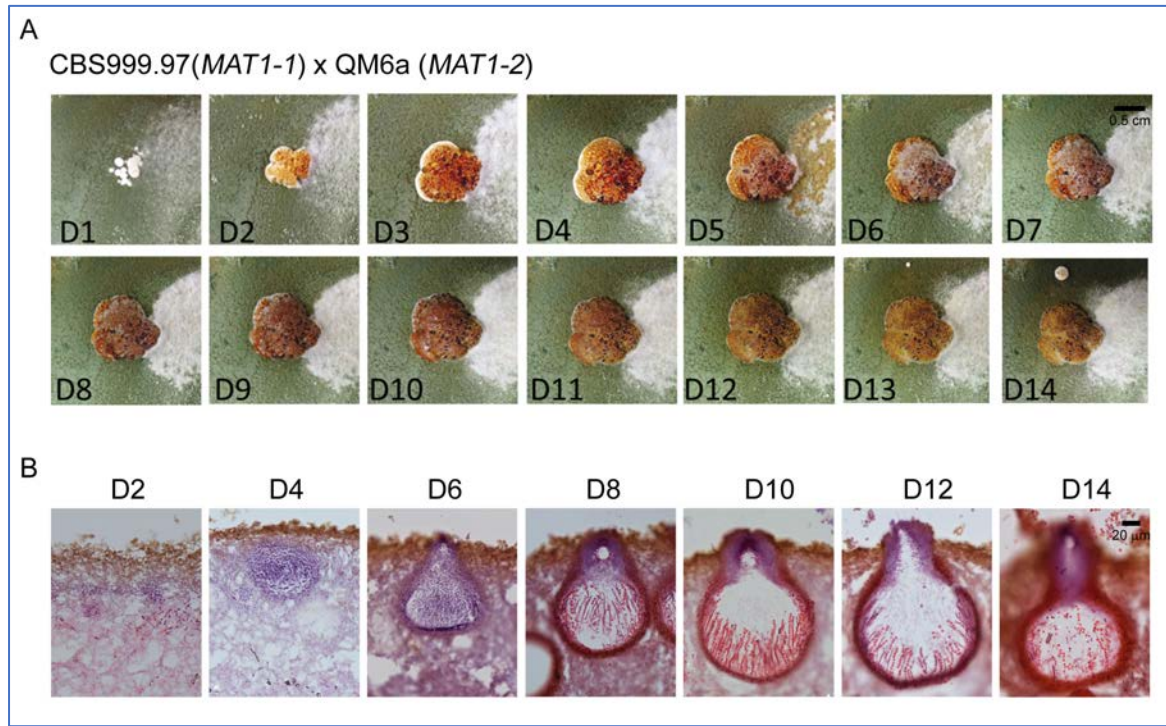 A
CBS999.97(MAT1-1) x QM6a (MAT1-2)
0.5 cm
D1 D2 D3 D4 D5 D6 D7
D8 D9 D10 D11 D12 D13 D14
B
D2 D4 D6 D8 D10 D12 D14
20 μm